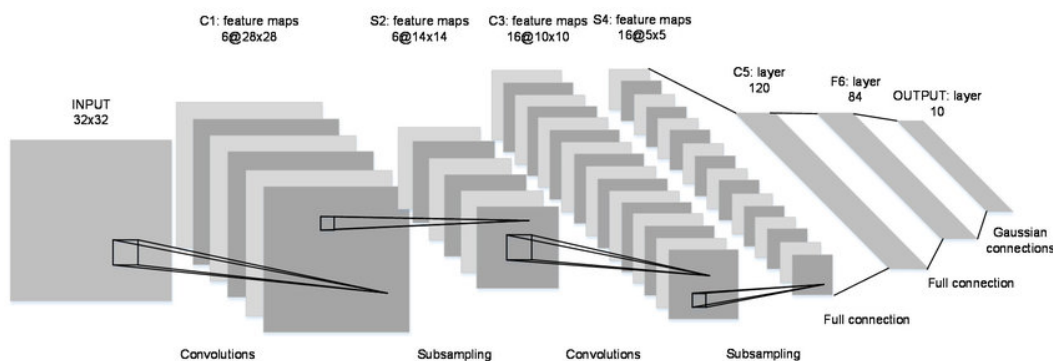 C1: feature maps
6@28x28
S2: feature maps
6@14x14
C3: feature maps
16@10x10
S4: feature maps
16@5x5
INPUT
32x32
C5: layer
120
F6: layer
84
OUTPUT: layer
10
Gaussian
connections
Full connection
Full connection
Convolutions
Subsampling
Convolutions
Subsampling